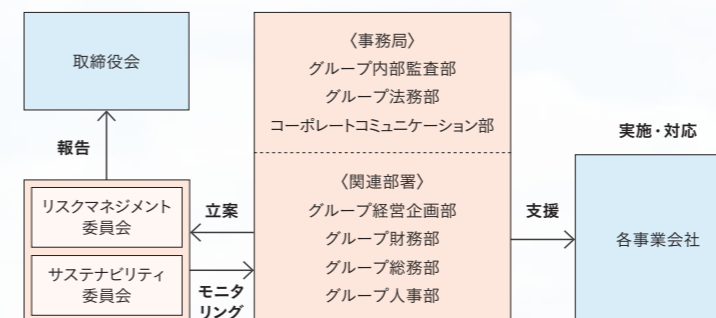 取締役会
報告
リスクマネジメント
委員会
サステナビリティ
委員会
立案
モニタ
リング
〈事務局〉
グループ内部監査部
グループ法務部
コーポレートコミュニケーション部
〈関連部署〉
グループ経営企画部
グループ財務部
グループ総務部
グループ人事部
支援
実施・対応
各事業会社